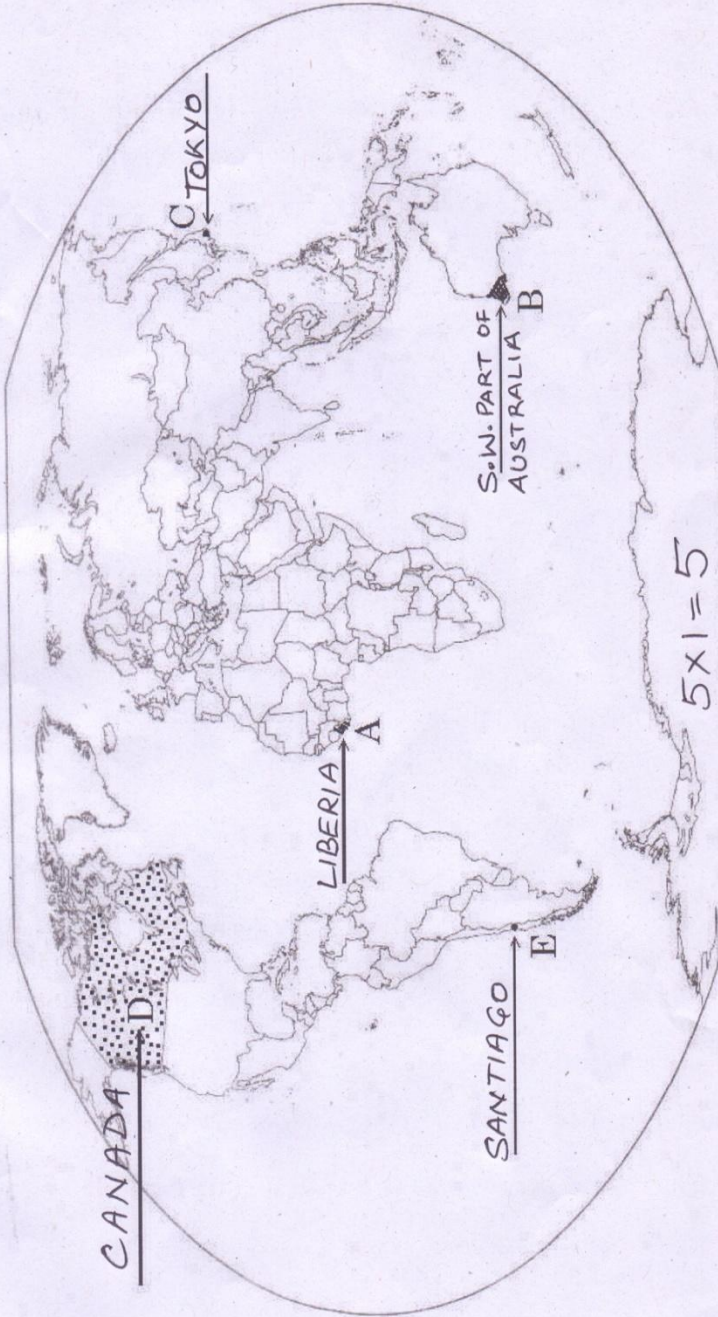 CANADA
D
LIBERIA
A
SANTIAGO
E
C
TOKYO
S.W. PART OF
AUSTRALIA
B
5×1=5